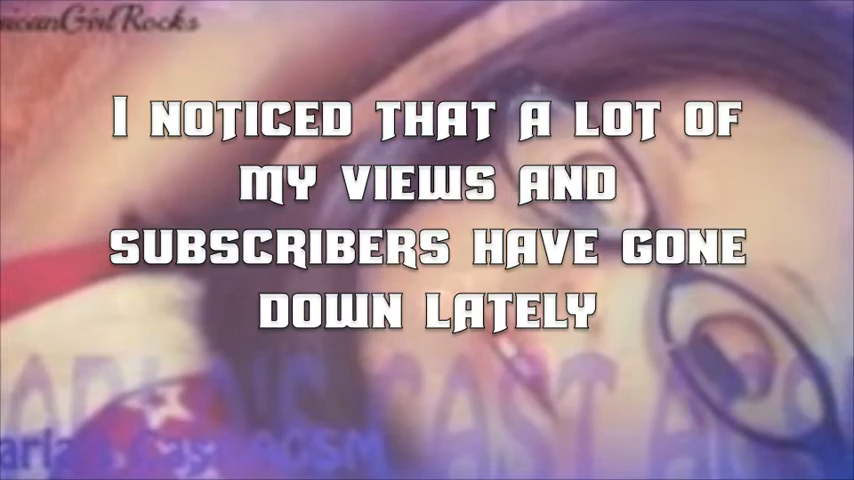 I NOTICED THAT A LOT OF
MY VIEWS AND
SUBSCRIBERS HAVE GONE
DOWN LATELY